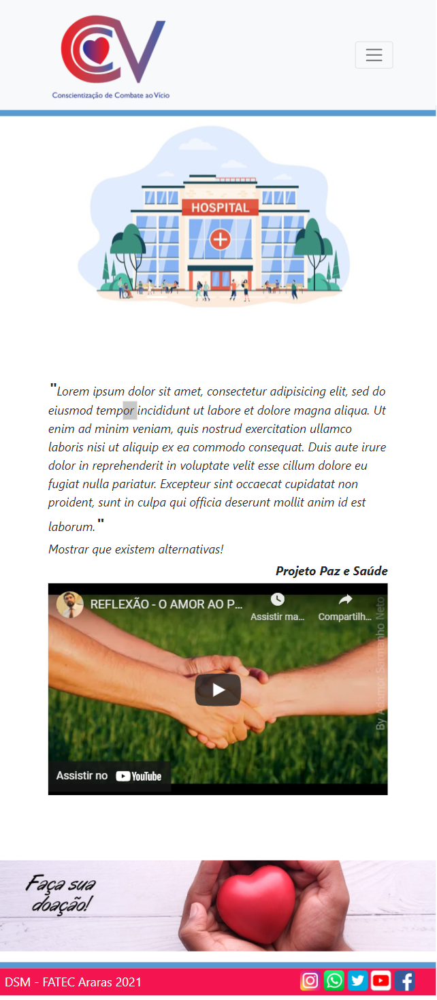 CCV
Conscientização de Combate ao Vício
HOSPITAL
"Lorem ipsum dolor sit amet, consectetur adipisicing elit, sed do
eiusmod tempor incididunt ut labore et dolore magna aliqua. Ut
enim ad minim veniam, quis nostrud exercitation ullamco
laboris nisi ut aliquip ex ea commodo consequat. Duis aute irure
dolor in reprehenderit in voluptate velit esse cillum dolore eu
fugiat nulla pariatur. Excepteur sint occaecat cupidatat non
proident, sunt in culpa qui officia deserunt mollit anim id est
laborum."
Mostrar que existem alternativas!
Projeto Paz e Saúde
REFLEXÃO - O AMOR AO P...
Assistir ma...
Compartilh...
By Adamor Sarmanho Neto
Assistir no YouTube
Faça sua
doação!
DSM - FATEC Araras 2021